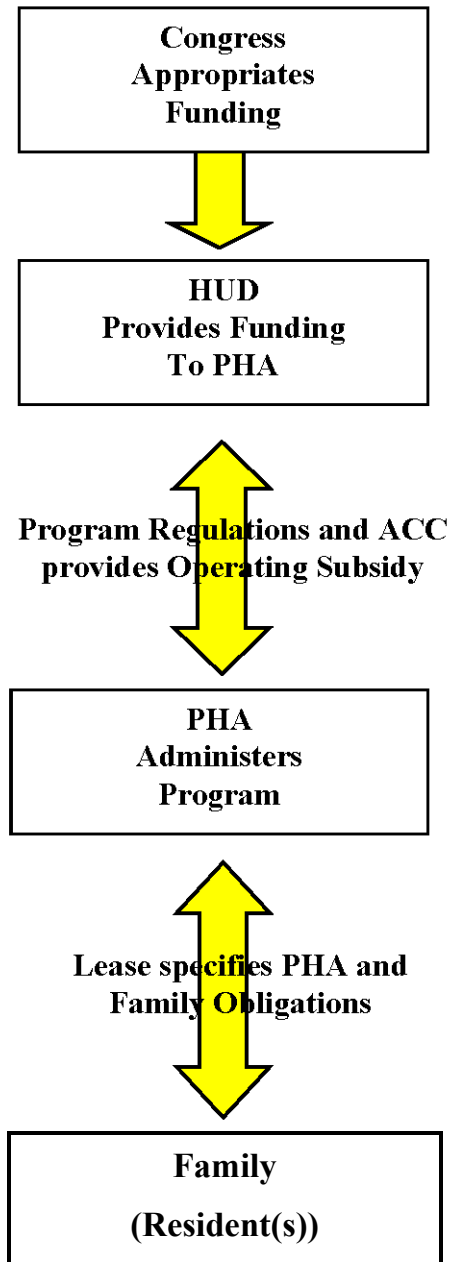 Congress
Appropriates
Funding
HUD
Provides Funding
To PHA
Program Regulations and ACC
provides Operating Subsidy
PHA
Administers
Program
Lease specifies PHA and
Family Obligations
Family
(Resident(s))